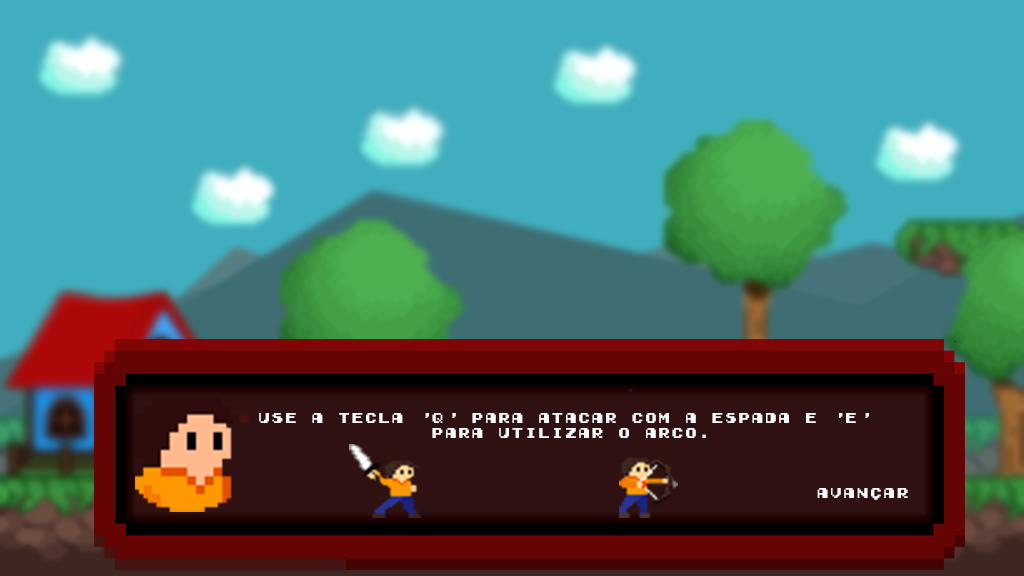 USE A TECLA 'Q' PARA ATACAR COM A ESPADA E 'E'
PARA UTILIZAR O ARCO.
AVANÇAR